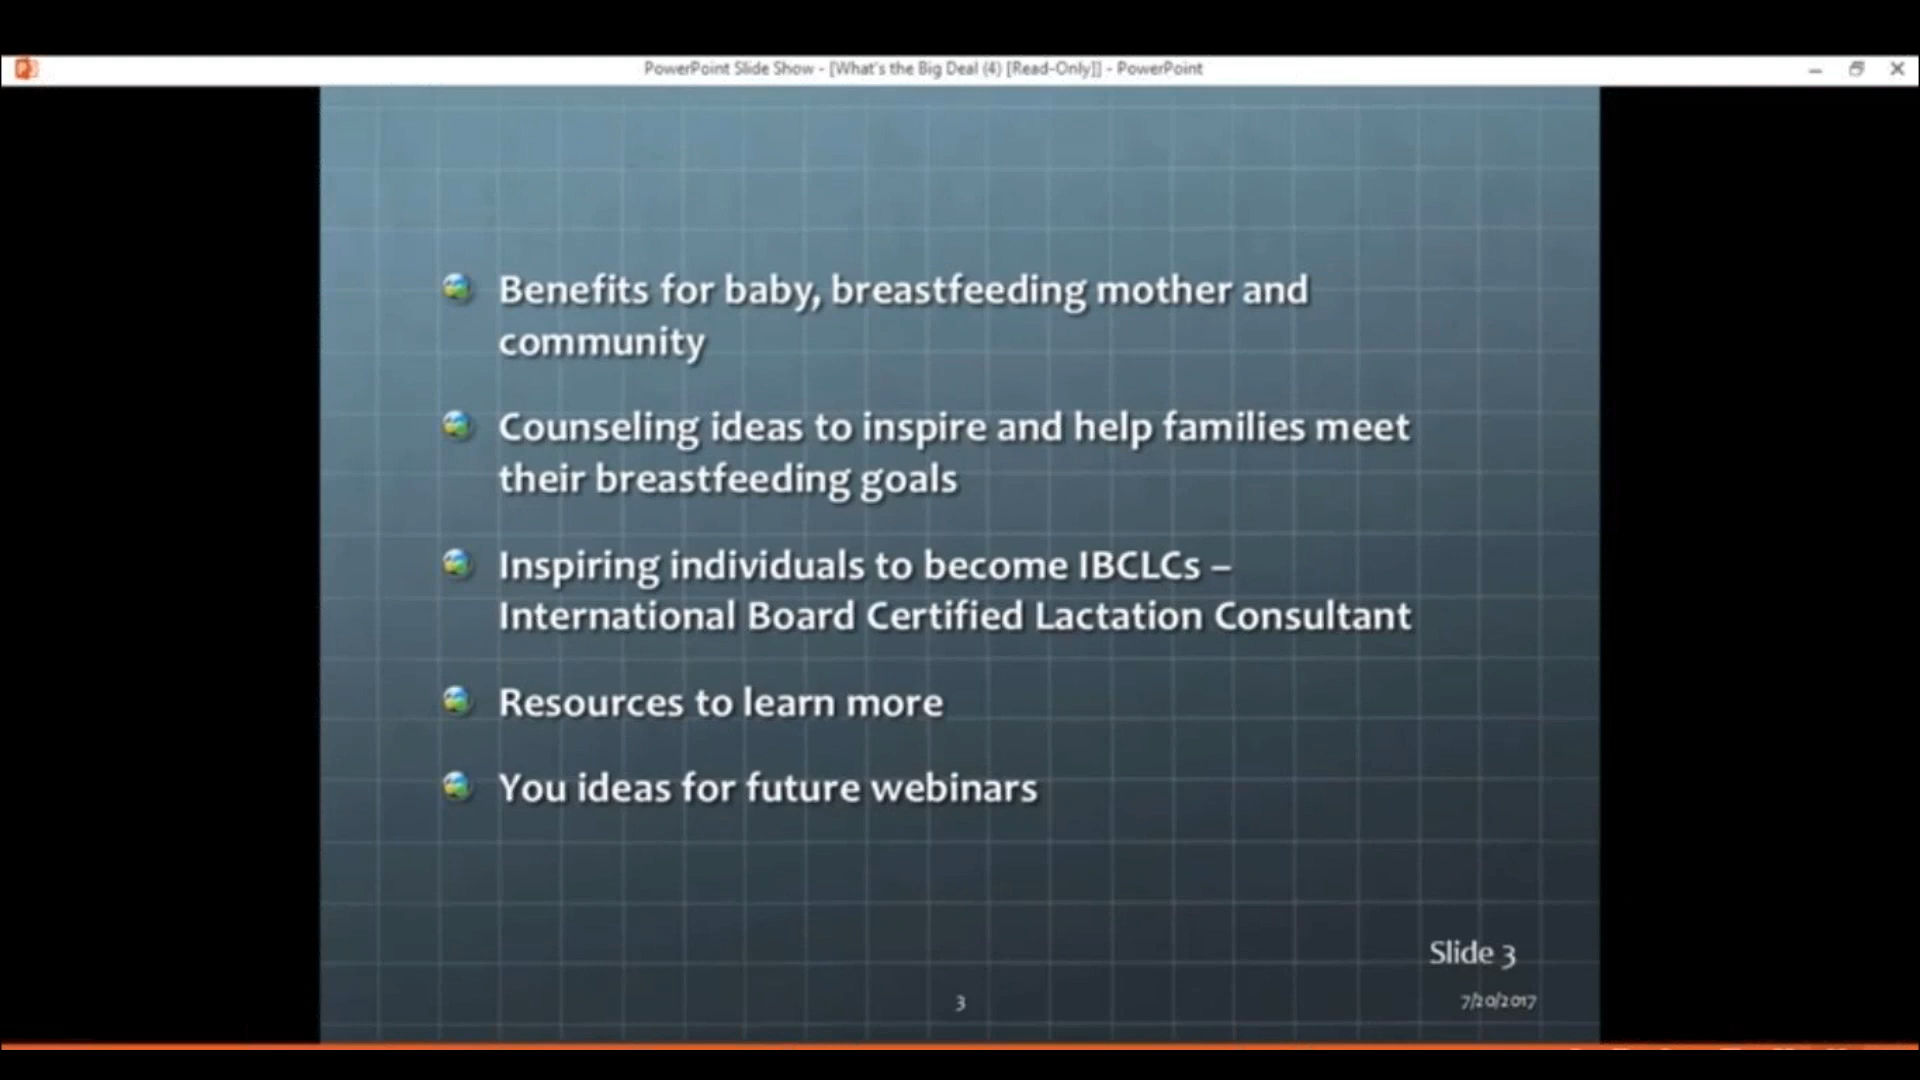 PowerPoint Slide Show - [What's the Big Deal (4) [Read-Only]] - PowerPoint
Benefits for baby, breastfeeding mother and
community
Counseling ideas to inspire and help families meet
their breastfeeding goals
Inspiring individuals to become IBCLCs –
International Board Certified Lactation Consultant
Resources to learn more
You ideas for future webinars
Slide 3
3
7/20/2017